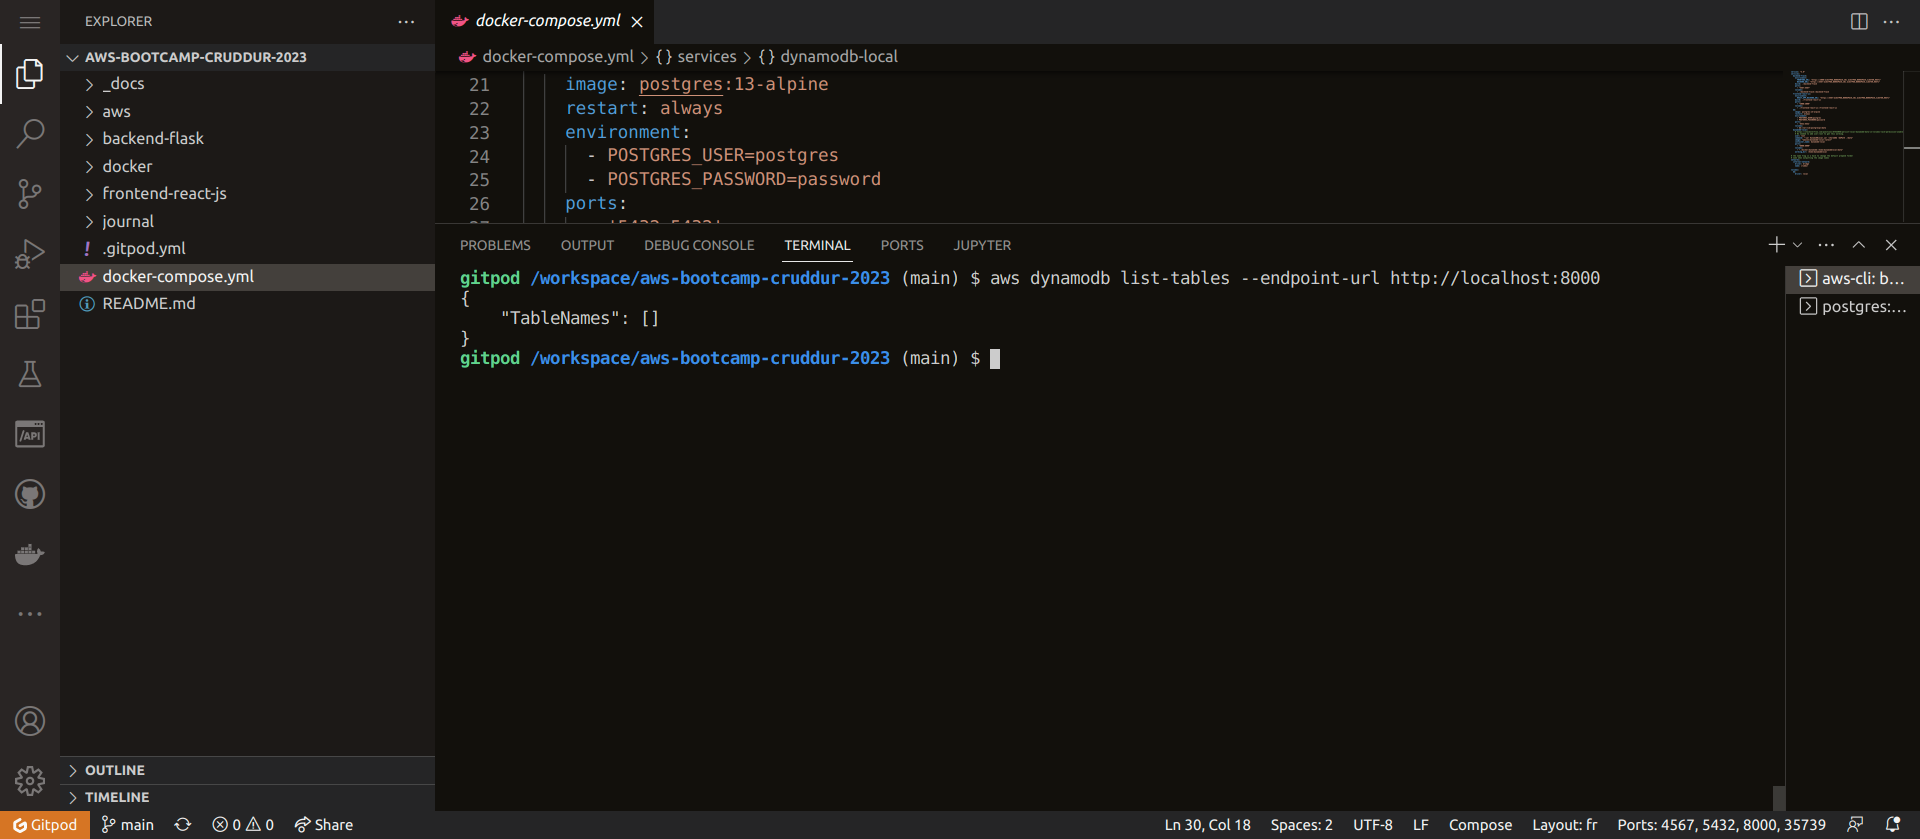 EXPLORER
AWS-BOOTCAMP-CRUDDUR-2023
_docs
aws
backend-flask
docker
frontend-react-js
journal
! .gitpod.yml
docker-compose.yml
README.md
OUTLINE
TIMELINE
docker-compose.yml
docker-compose.yml > {} services > {} dynamodb-local
21 image: postgres:13-alpine
22 restart: always
23 environment:
24 - POSTGRES_USER=postgres
25 - POSTGRES_PASSWORD=password
26 ports:
PROBLEMS OUTPUT DEBUG CONSOLE TERMINAL PORTS JUPYTER
gitpod /workspace/aws-bootcamp-cruddur-2023 (main) $ aws dynamodb list-tables --endpoint-url http://localhost:8000
{
"TableNames": []
}
gitpod /workspace/aws-bootcamp-cruddur-2023 (main) $
aws-cli: b...
postgres:...
/API
Gitpod main 0 0 Share Ln 30, Col 18 Spaces: 2 UTF-8 LF Compose Layout: fr Ports: 4567, 5432, 8000, 35739